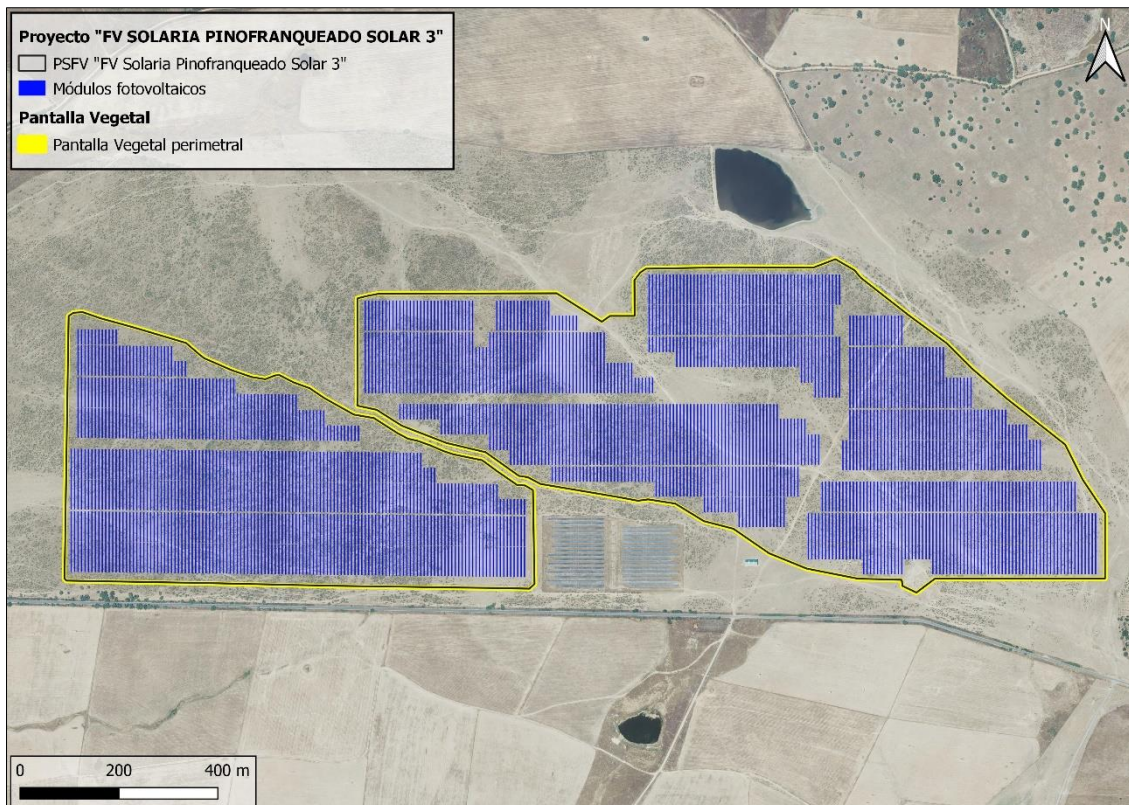 Proyecto "FV SOLARIA PINOFRANQUEADO SOLAR 3"
PSFV "FV Solaria Pinofranqueado Solar 3"
Módulos fotovoltaicos
Pantalla Vegetal
Pantalla Vegetal perimetral
N
0 200 400 m